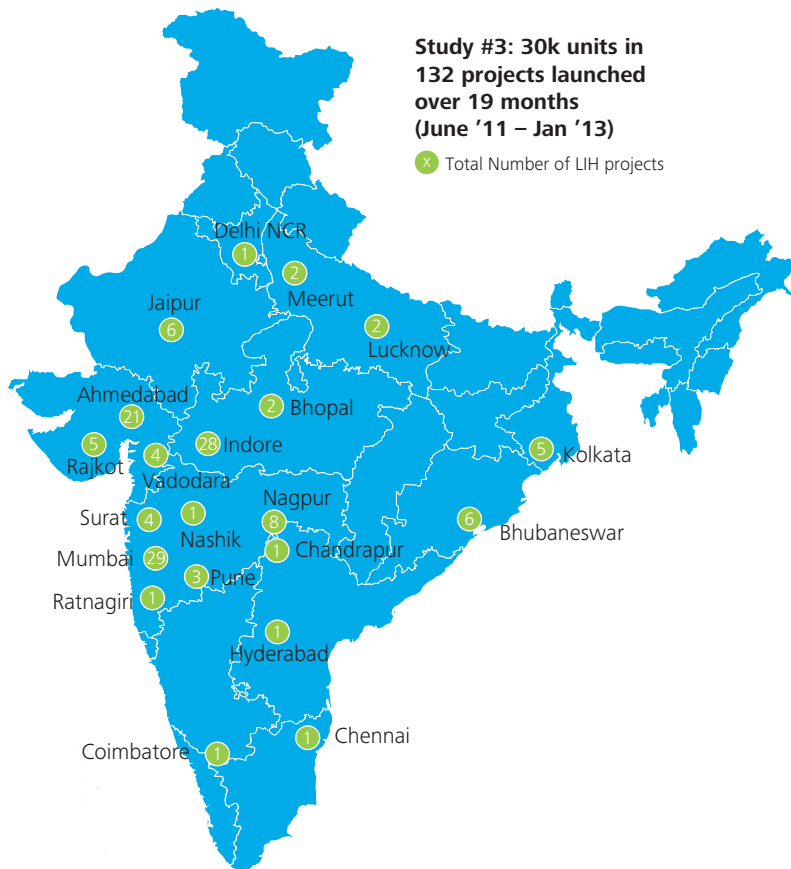 Study #3: 30k units in
132 projects launched
over 19 months
(June ’11 – Jan ’13)
X Total Number of LIH projects
Delhi NCR
1
2
Meerut
Jaipur
6
2
Lucknow
Ahmedabad
21
2 Bhopal
5
Rajkot
4
Vadodara
28 Indore
5 Kolkata
Surat 4
1
Nashik
Nagpur
8
6
Bhubaneswar
Mumbai 29
1 Chandrapur
3 Pune
Ratnagiri 1
1
Hyderabad
1 Chennai
Coimbatore 1